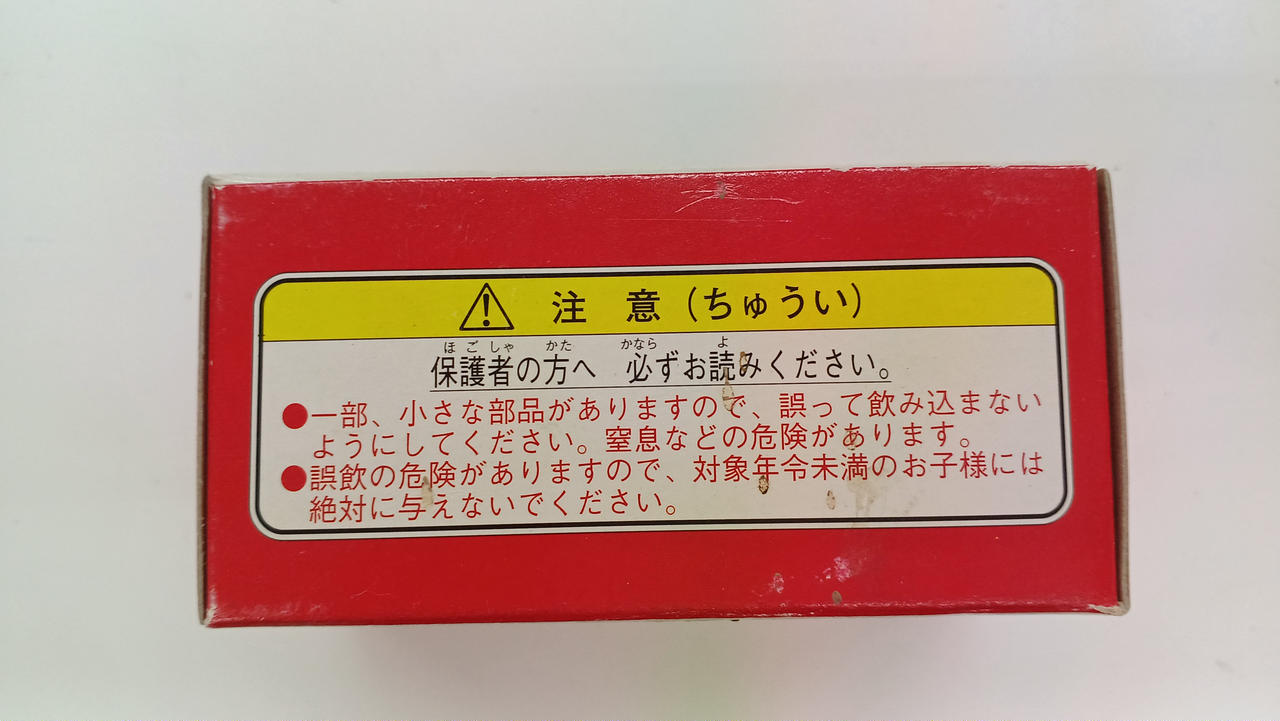 注 意（ちゅうい）
ほごしゃ かた かなら よ
保護者の方へ 必ずお読みください。
●一部、小さな部品がありますので、誤って飲み込まない
ようにしてください。窒息などの危険があります。
●誤飲の危険がありますので、対象年令未満のお子様には
絶対に与えないでください。